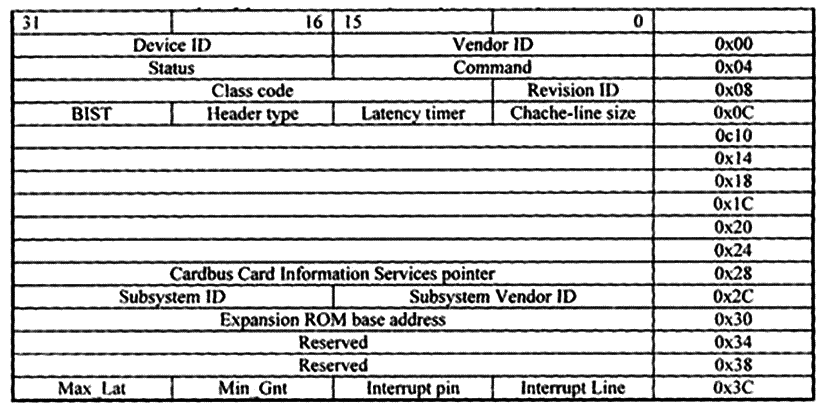 31 16 15 0
Device ID Vendor ID 0x00
Status Command 0x04
Class code Revision ID 0x08
BIST Header type Latency timer Chache-line size 0x0C
0c10
0x14
0x18
0x1C
0x20
0x24
Cardbus Card Information Services pointer 0x28
Subsystem ID Subsystem Vendor ID 0x2C
Expansion ROM base address 0x30
Reserved 0x34
Reserved 0x38
Max_Lat Min_Gnt Interrupt pin Interrupt Line 0x3C